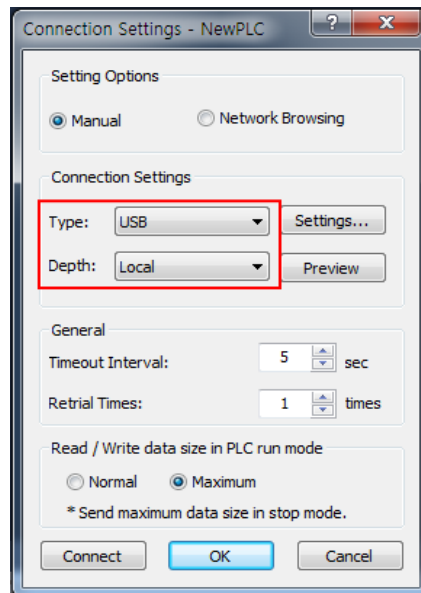 Connection Settings - NewPLC
Setting Options
Manual Network Browsing
Connection Settings
Type: USB Settings...
Depth: Local Preview
General
Timeout Interval: 5 sec
Retrial Times: 1 times
Read / Write data size in PLC run mode
Normal Maximum
* Send maximum data size in stop mode.
Connect OK Cancel